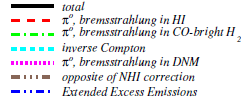 total
π⁰, bremsstrahlung in HI
π⁰, bremsstrahlung in CO-bright H₂
inverse Compton
π⁰, bremsstrahlung in DNM
opposite of NHI correction
Extended Excess Emissions